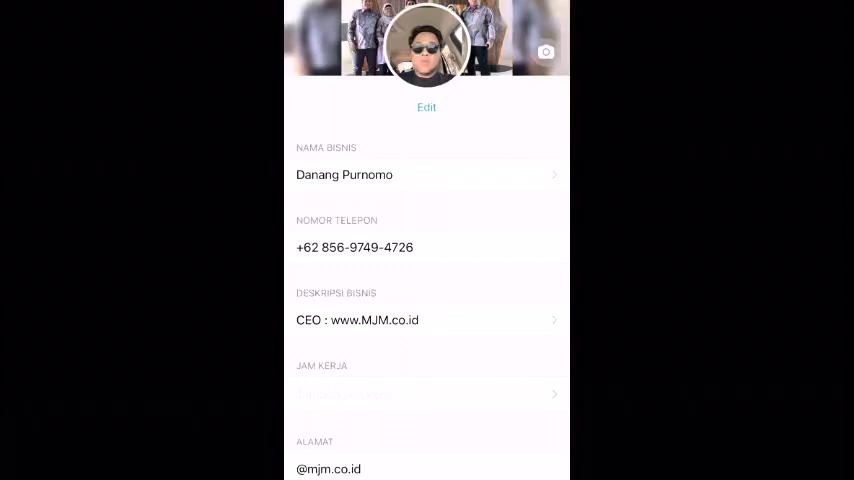 Edit
NAMA BISNIS
Danang Purnomo
NOMOR TELEPON
+62 856-9749-4726
DESKRIPSI BISNIS
CEO : www.MJM.co.id
JAM KERJA
ALAMAT
@mjm.co.id